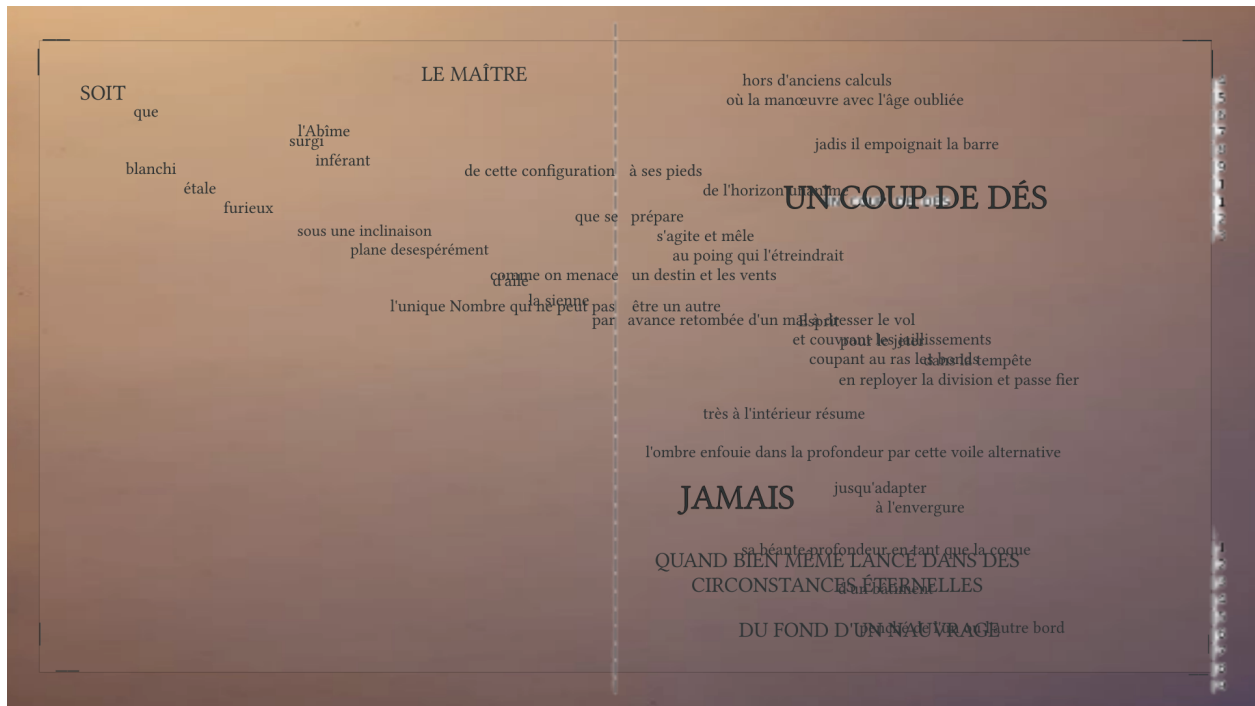 LE MAÎTRE
hors d'anciens calculs
SOIT
où la manœuvre avec l'âge oubliée
que
l'Abîme
surgi
jadis il empoignait la barre
inférant
blanchi
de cette configuration à ses pieds
étale
de l'horizon unanime
UN COUP DE DÉS
furieux
que se prépare
sous une inclinaison
s'agite et mêle
plane desespérément
au poing qui l'étreindrait
comme on menace un destin et les vents
d'aile
la sienne
l'unique Nombre qui ne peut pas être un autre
par avance retombée d'un mal à dresser le vol
Esprit
et couvrant les jaillissements
pour le jeter
coupant au ras les bonds
dans la tempête
en reployer la division et passe fier
très à l'intérieur résume
l'ombre enfouie dans la profondeur par cette voile alternative
JAMAIS
jusqu'adapter
à l'envergure
sa béante profondeur en tant que la coque
QUAND BIEN MÊME LANCÉ DANS DES
CIRCONSTANCES ÉTERNELLES
d'un bâtiment
DU FOND D'UN NAUFRAGE
penché de l'un ou l'autre bord